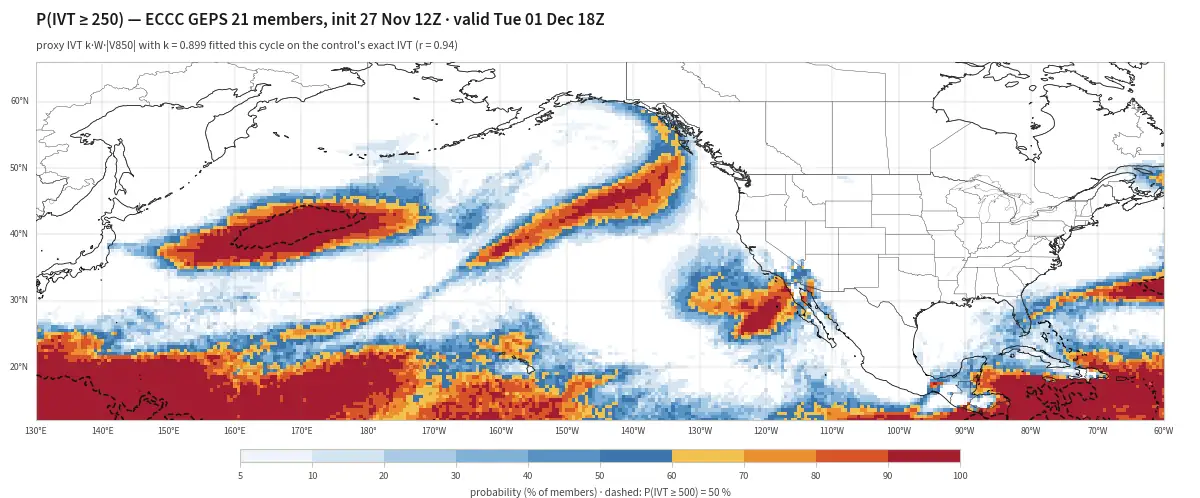 P(IVT ≥ 250) — ECCC GEPS 21 members, init 27 Nov 12Z · valid Tue 01 Dec 18Z
proxy IVT k·W·|V850| with k = 0.899 fitted this cycle on the control's exact IVT (r = 0.94)
60°N
50°N
40°N
30°N
20°N
130°E 140°E 150°E 160°E 170°E 180°E 170°W 160°W 150°W 140°W 130°W 120°W 110°W 100°W 90°W 80°W 70°W 60°W
5 10 20 30 40 50 60 70 80 90 100
probability (% of members) · dashed: P(IVT ≥ 500) = 50 %